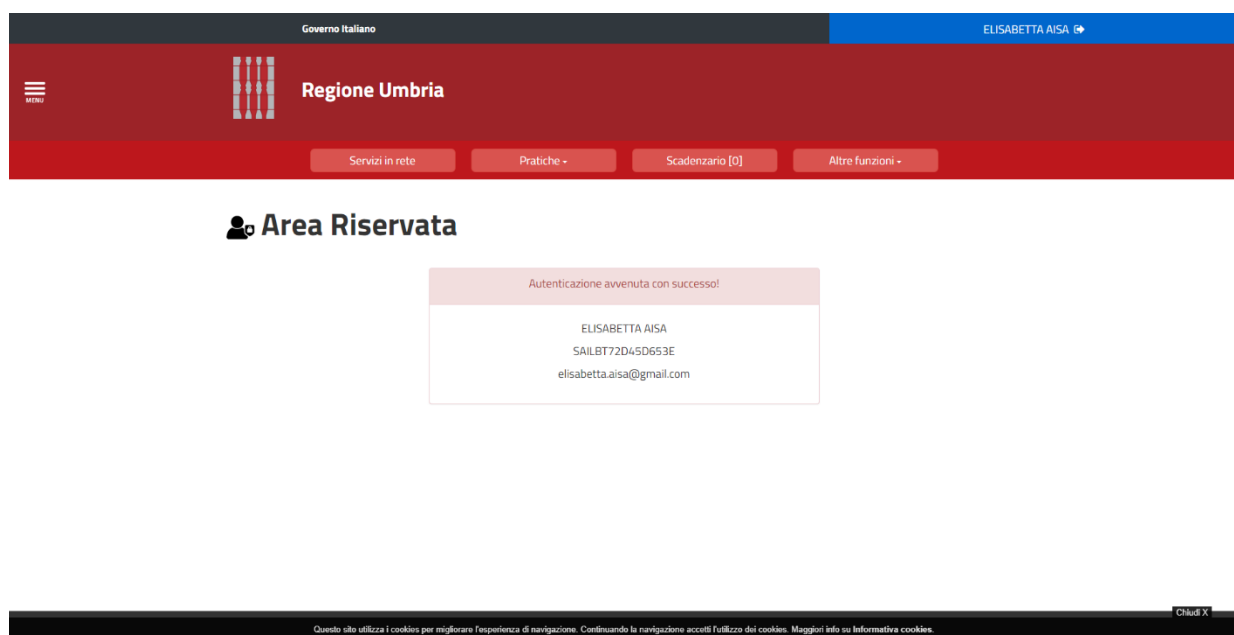 Governo Italiano
ELISABETTA AISA
MENU
Regione Umbria
Servizi in rete
Pratiche
Scadenzario [0]
Altre funzioni
Area Riservata
Autenticazione avvenuta con successo!
ELISABETTA AISA
SAILBT72D45D653E
elisabetta.aisa@gmail.com
Chiudi X
Questo sito utilizza i cookies per migliorare l'esperienza di navigazione. Continuando la navigazione accetti l'utilizzo dei cookies. Maggiori info su Informativa cookies.